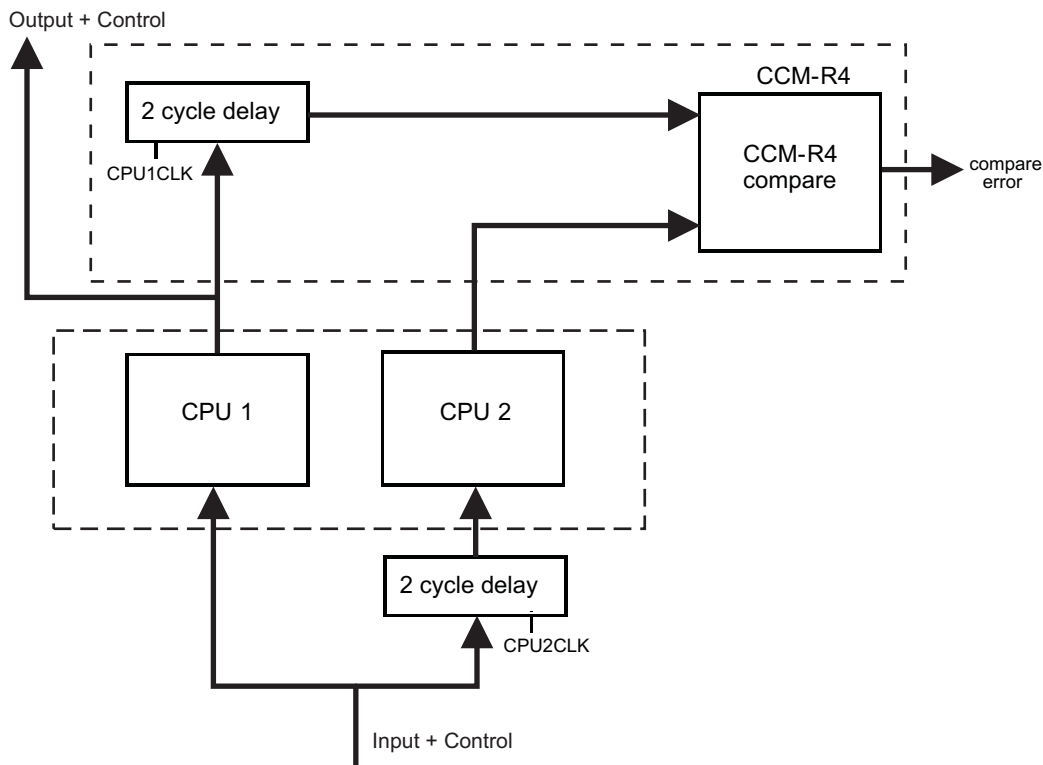 Output + Control
CCM-R4
2 cycle delay
CPU1CLK
CCM-R4
compare
compare
error
CPU 1
CPU 2
2 cycle delay
CPU2CLK
Input + Control